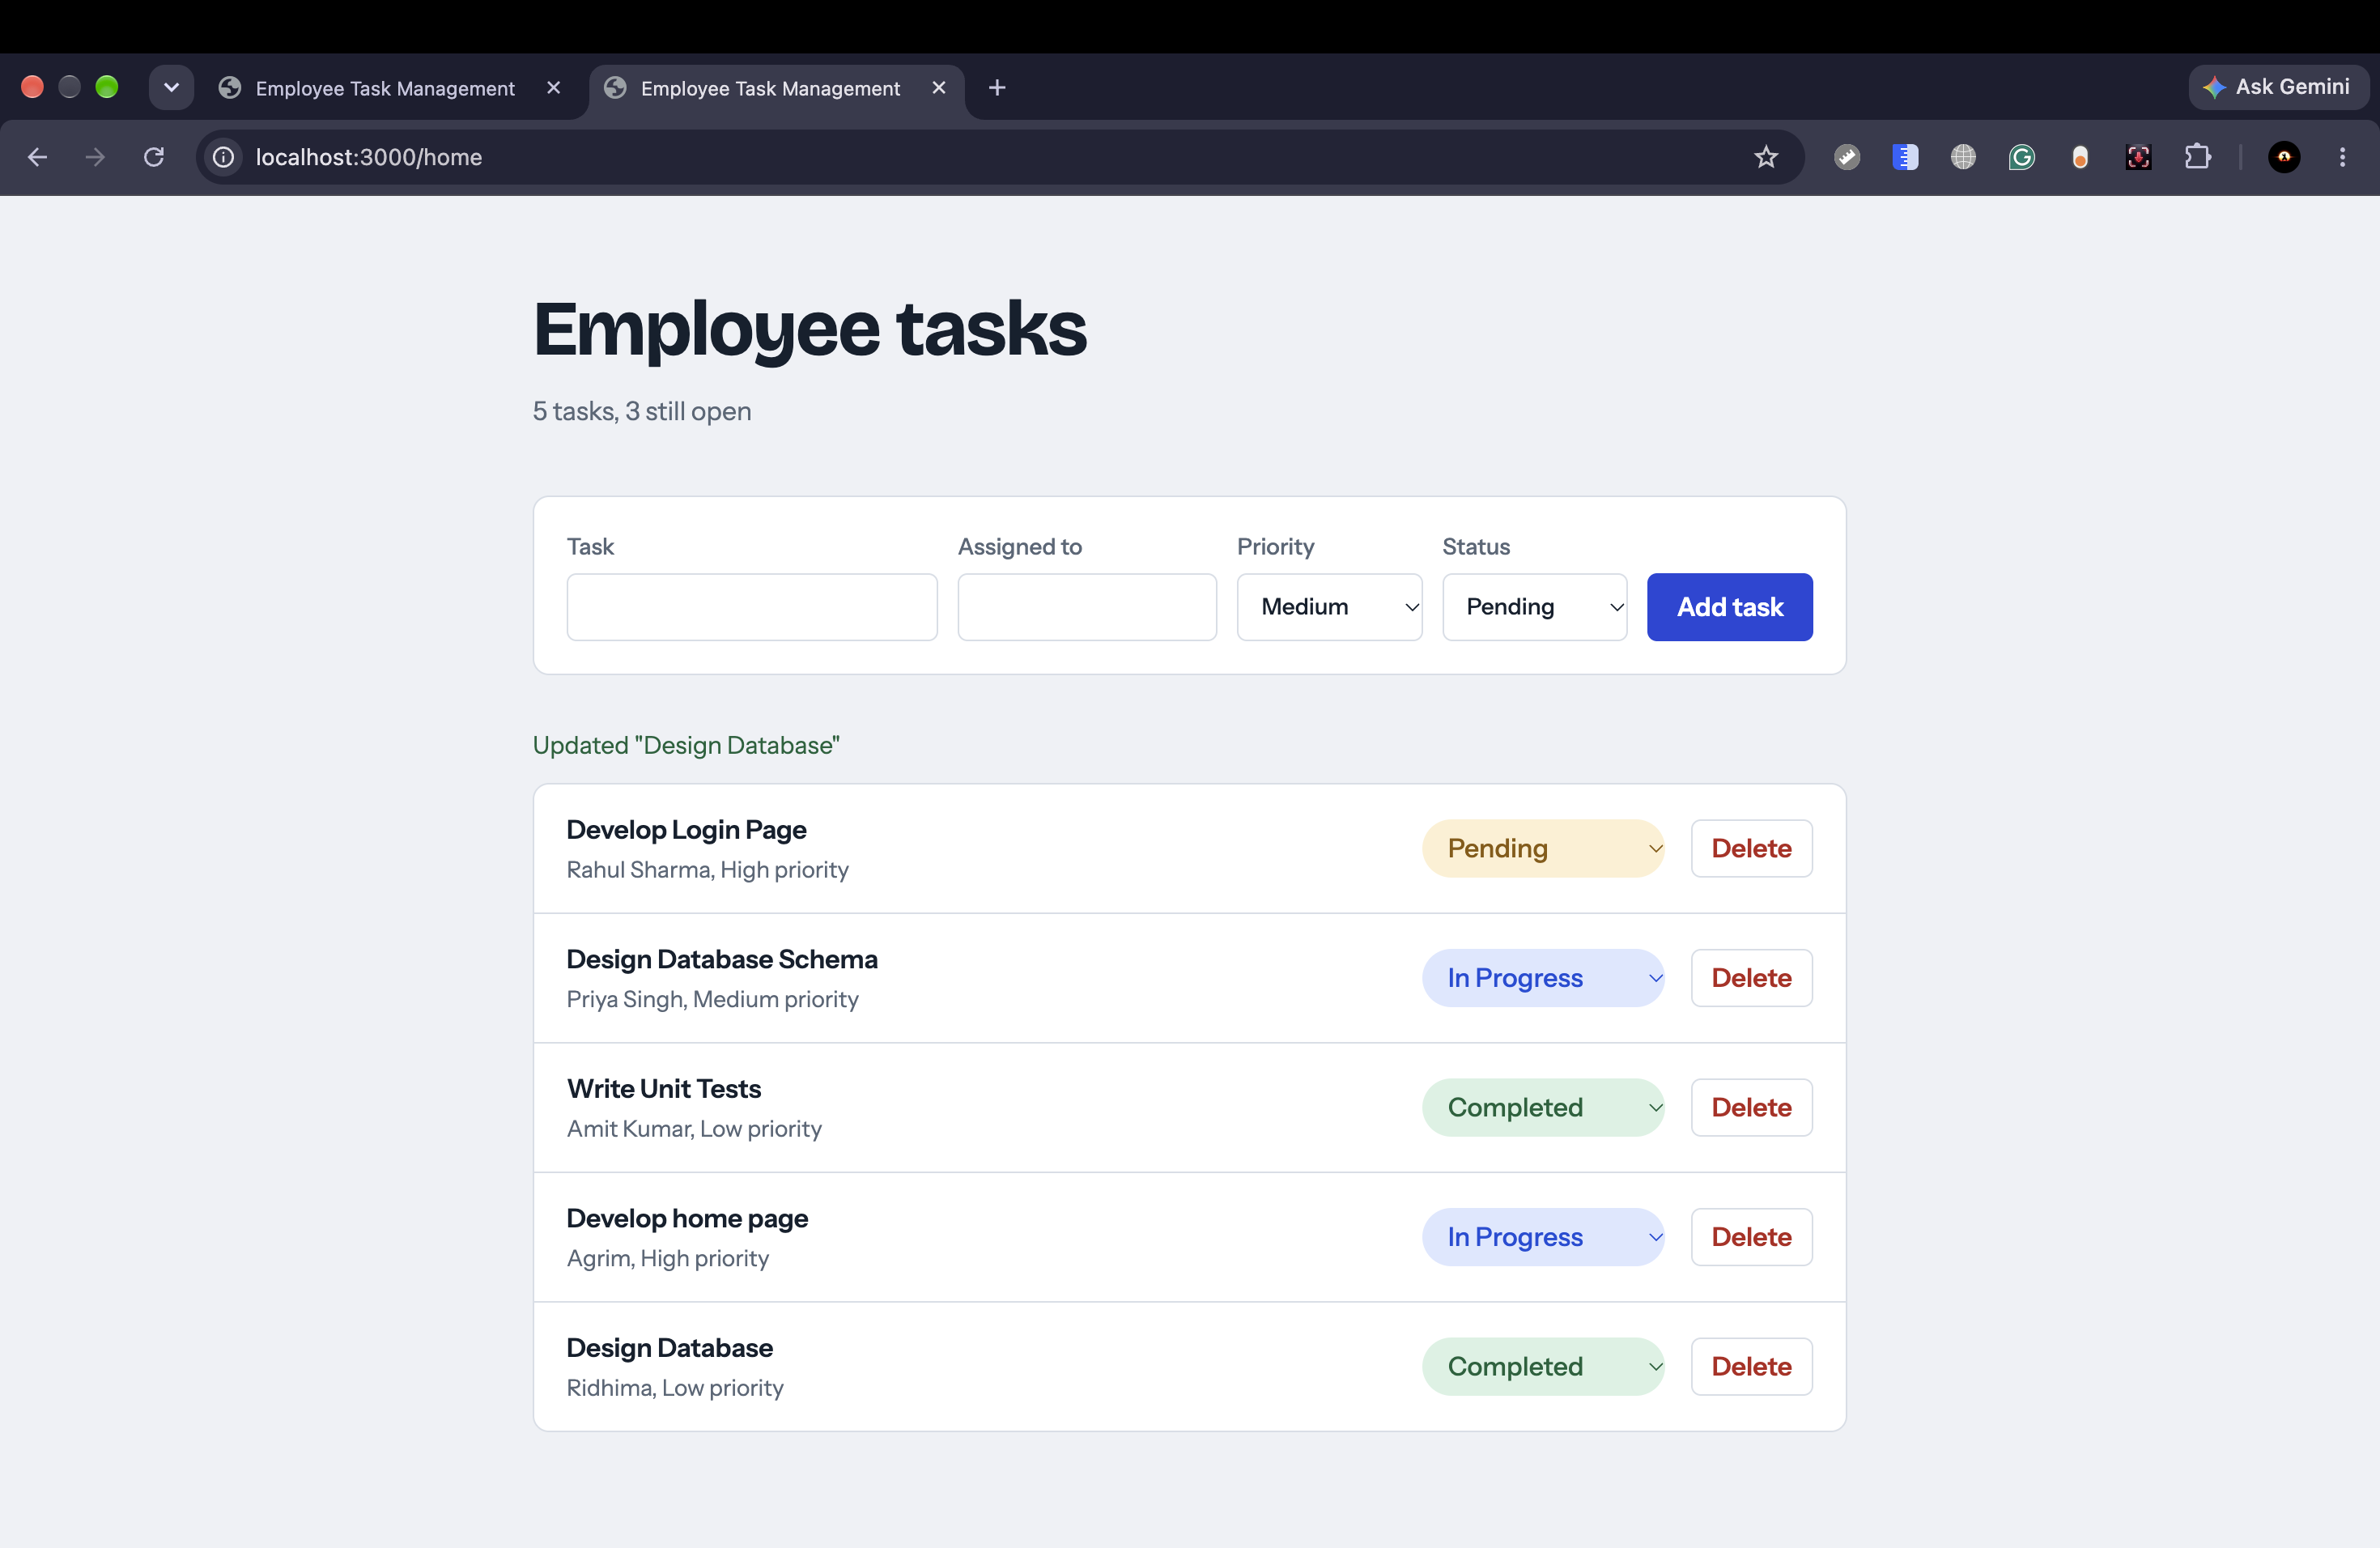 Employee Task Management
Employee Task Management
Ask Gemini
localhost:3000/home
Employee tasks
5 tasks, 3 still open
Task Assigned to Priority Status
Medium Pending Add task
Updated "Design Database"
Develop Login Page
Rahul Sharma, High priority
Pending Delete
Design Database Schema
Priya Singh, Medium priority
In Progress Delete
Write Unit Tests
Amit Kumar, Low priority
Completed Delete
Develop home page
Agrim, High priority
In Progress Delete
Design Database
Ridhima, Low priority
Completed Delete